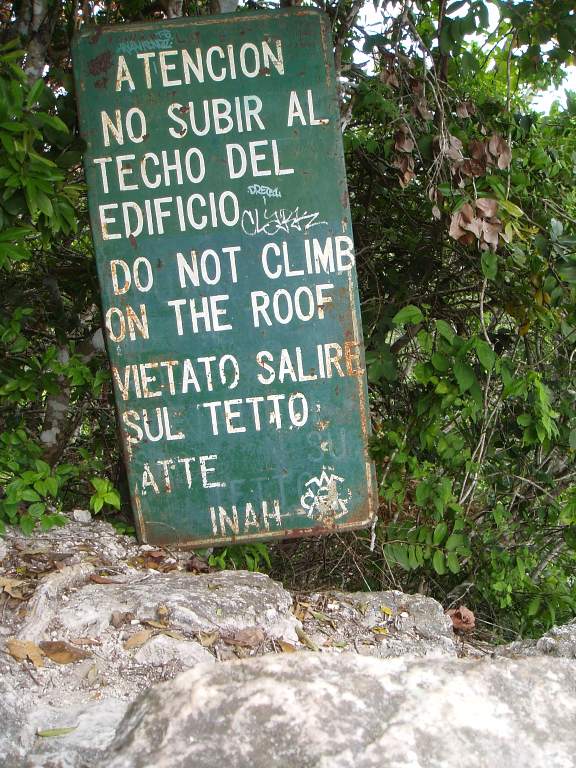 ATENCION
NO SUBIR AL
TECHO DEL
EDIFICIO
DO NOT CLIMB
ON THE ROOF
VIETATO SALIRE
SUL TETTO
ATTE.
INAH